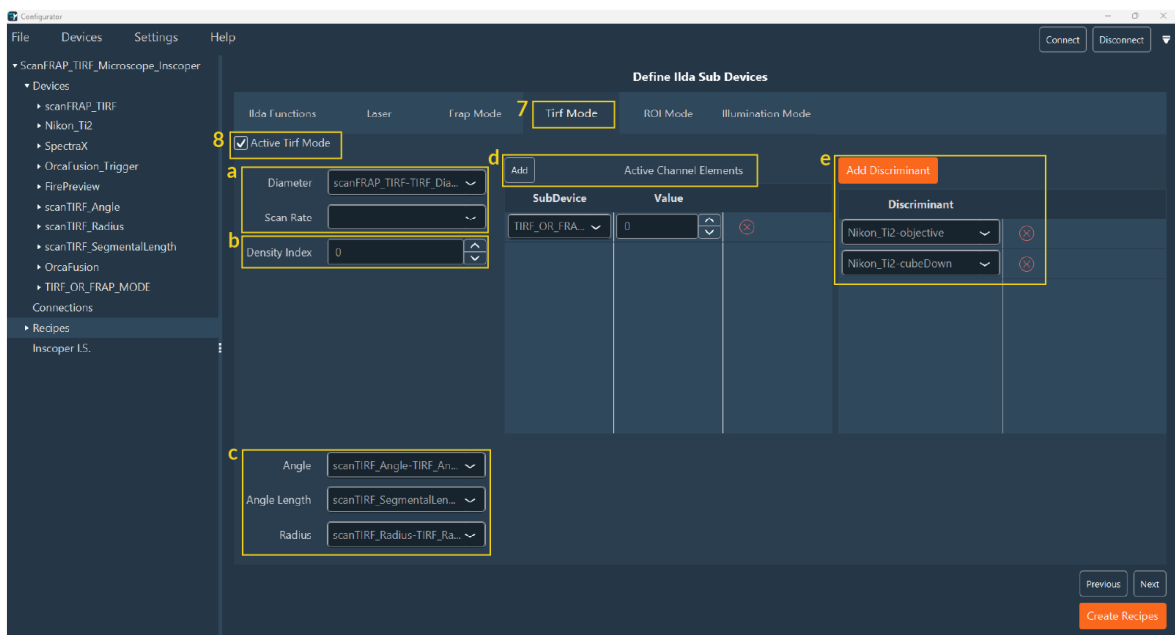 Configurator
File Devices Settings Help
Connect Disconnect
ScanFRAP_TIRF_Microscope_Inscoper
Devices
scanFRAP_TIRF
Nikon_Ti2
SpectraX
OrcaFusion_Trigger
FirePreview
scanTIRF_Angle
scanTIRF_Radius
scanTIRF_SegmentalLength
OrcaFusion
TIRF_OR_FRAP_MODE
Connections
Recipes
Inscoper I.S.
Define Ilda Sub Devices
Ilda Functions Laser Frap Mode 7 Tirf Mode ROI Mode Illumination Mode
8 Active Tirf Mode
a
Diameter scanFRAP_TIRF-TIRF_Dia...
Scan Rate
b
Density Index 0
c
Angle scanTIRF_Angle-TIRF_An...
Angle Length scanTIRF_SegmentalLen...
Radius scanTIRF_Radius-TIRF_Ra...
d
Add Active Channel Elements
SubDevice Value
TIRF_OR_FRA... 0
e
Add Discriminant
Discriminant
Nikon_Ti2-objective
Nikon_Ti2-cubeDown
Previous Next
Create Recipes